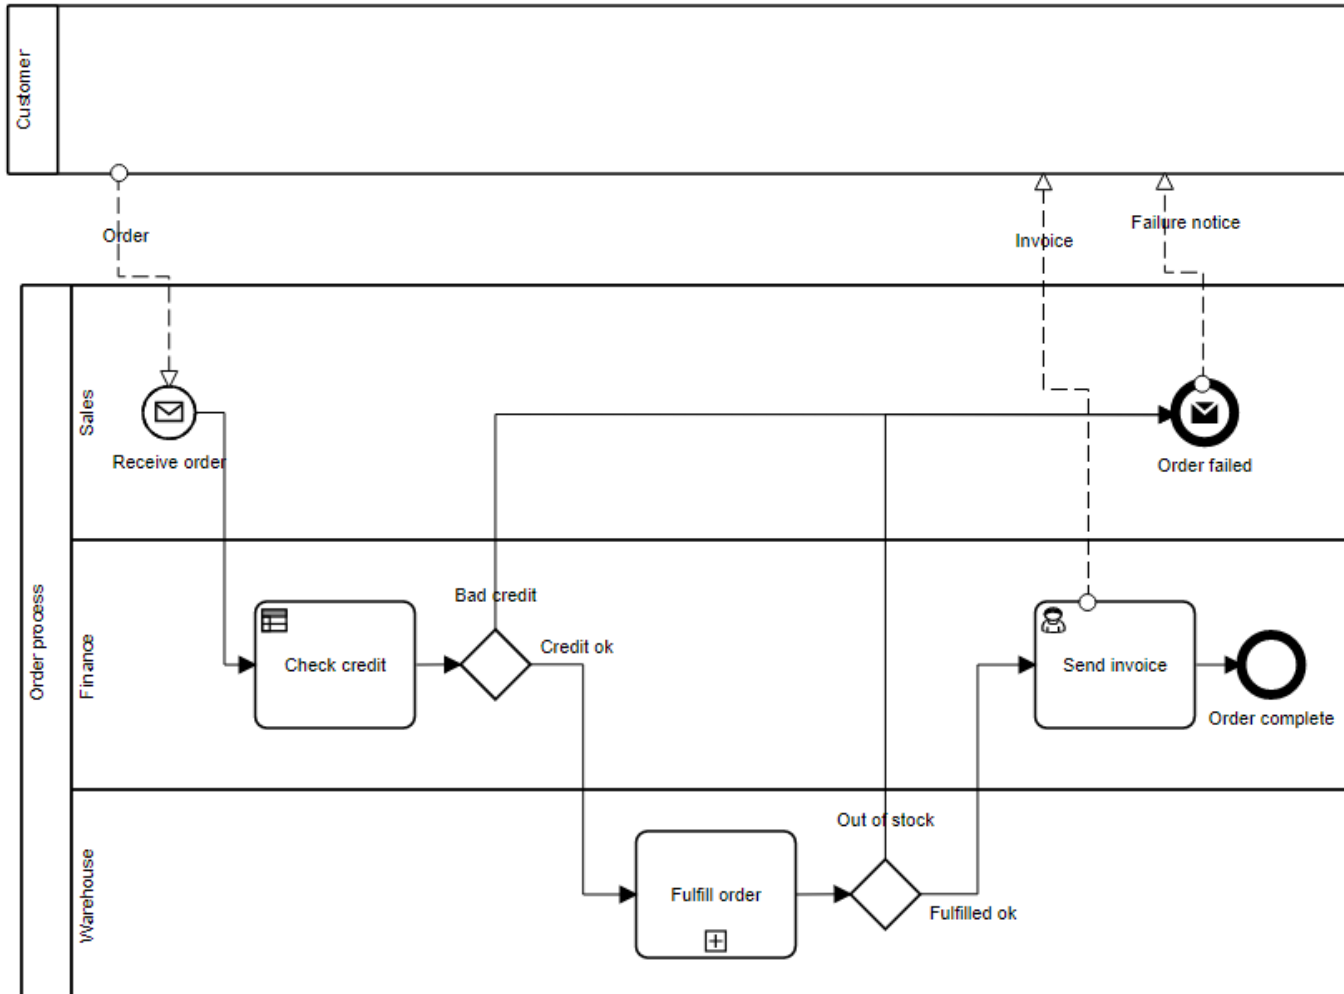 Customer
Order
Invoice
Failure notice
Order process
Sales
Receive order
Order failed
Finance
Check credit
Bad credit
Credit ok
Send invoice
Order complete
Warehouse
Fulfill order
Out of stock
Fulfilled ok